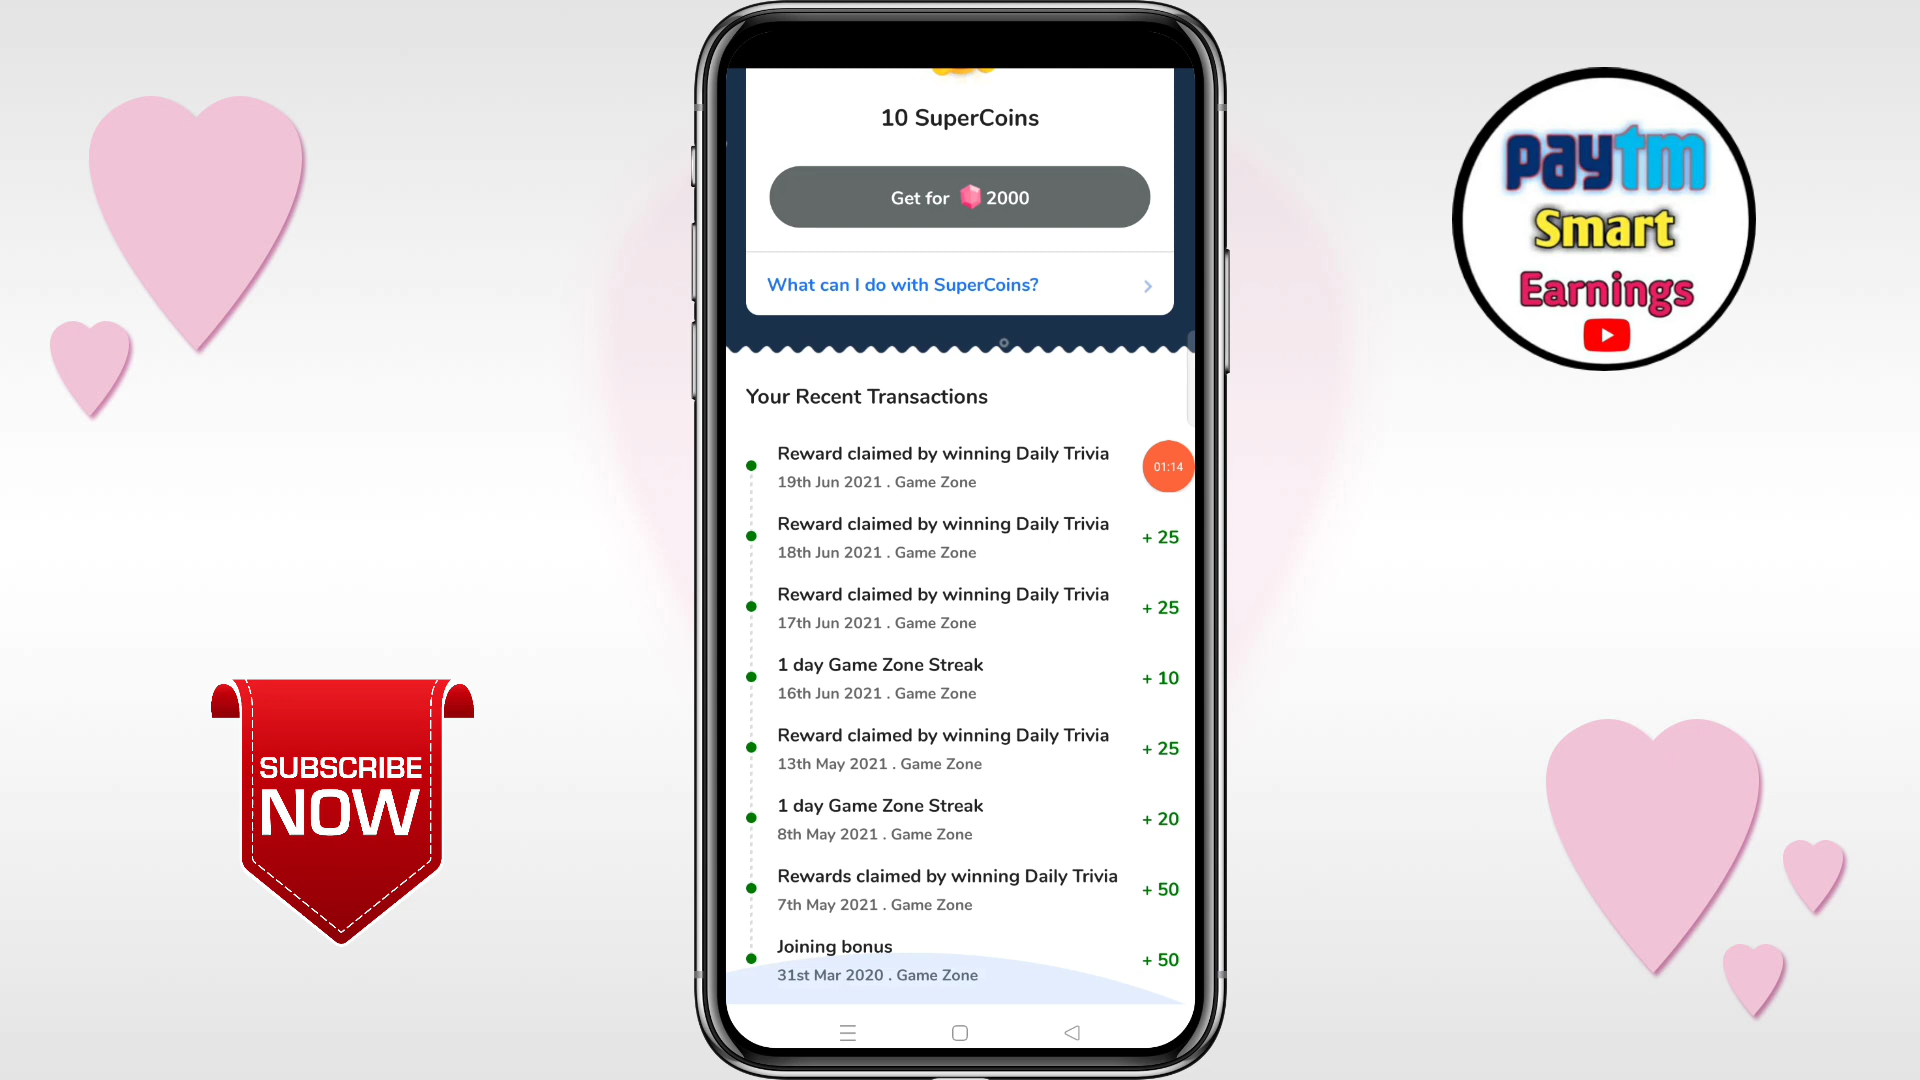 10 SuperCoins
Get for 2000
What can I do with SuperCoins?
Your Recent Transactions
Reward claimed by winning Daily Trivia
19th Jun 2021 . Game Zone
01:14
Reward claimed by winning Daily Trivia
18th Jun 2021 . Game Zone
+ 25
Reward claimed by winning Daily Trivia
17th Jun 2021 . Game Zone
+ 25
1 day Game Zone Streak
16th Jun 2021 . Game Zone
+ 10
Reward claimed by winning Daily Trivia
13th May 2021 . Game Zone
+ 25
1 day Game Zone Streak
8th May 2021 . Game Zone
+ 20
Rewards claimed by winning Daily Trivia
7th May 2021 . Game Zone
+ 50
Joining bonus
31st Mar 2020 . Game Zone
+ 50
paytm
Smart
Earnings
SUBSCRIBE
NOW